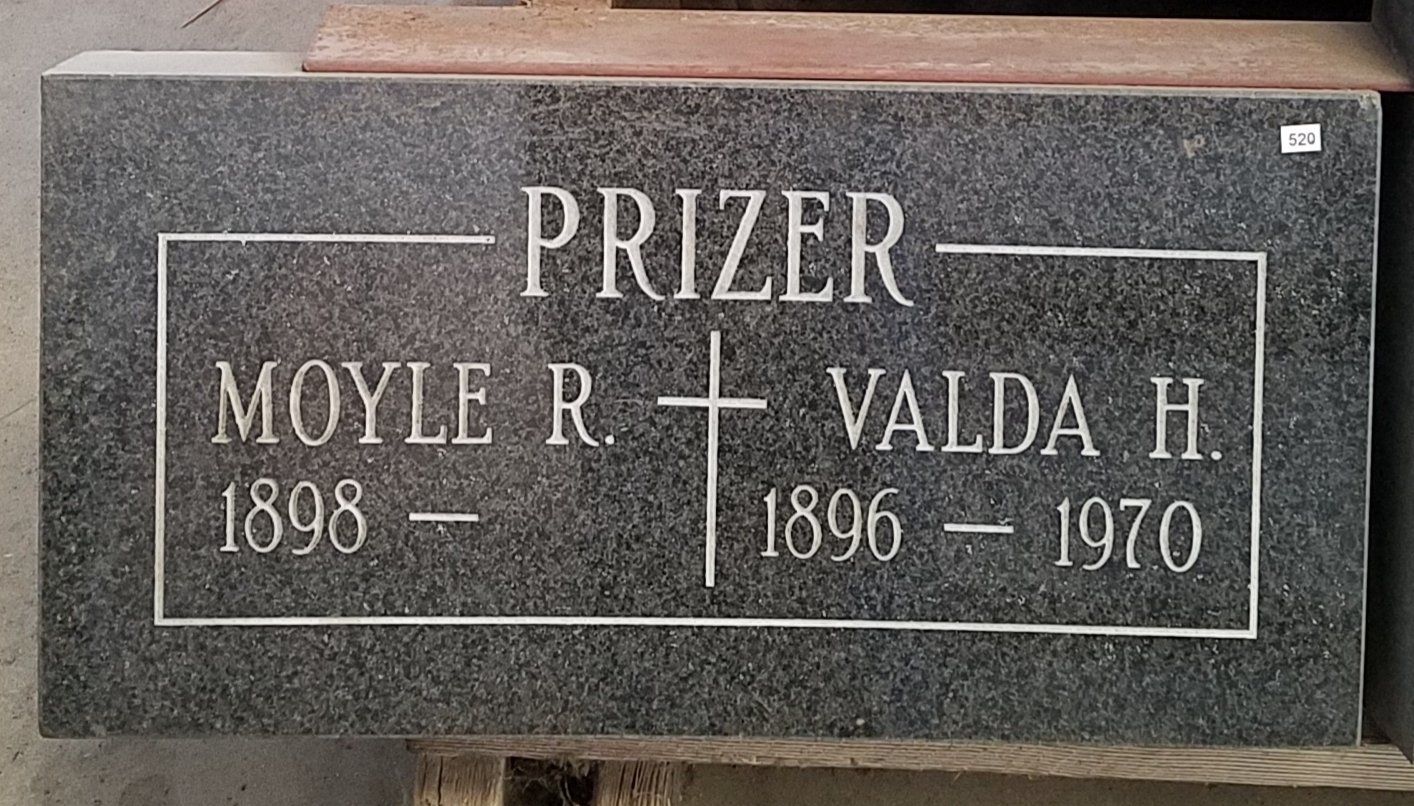 520
PRIZER
MOYLE R.
1898 —
VALDA H.
1896 — 1970